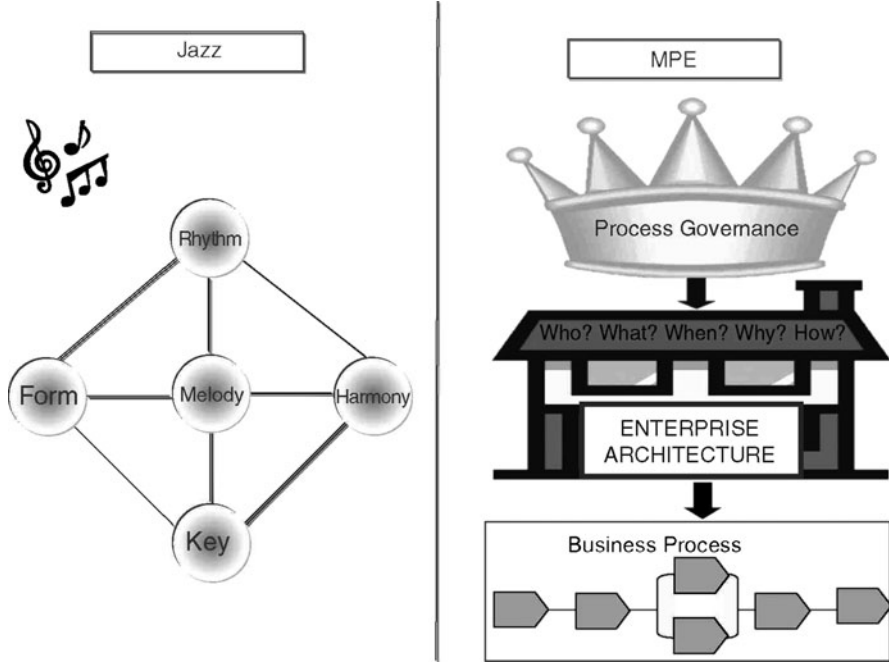 Jazz
Rhythm
Form
Melody
Harmony
Key
MPE
Process Governance
Who? What? When? Why? How?
ENTERPRISE
ARCHITECTURE
Business Process